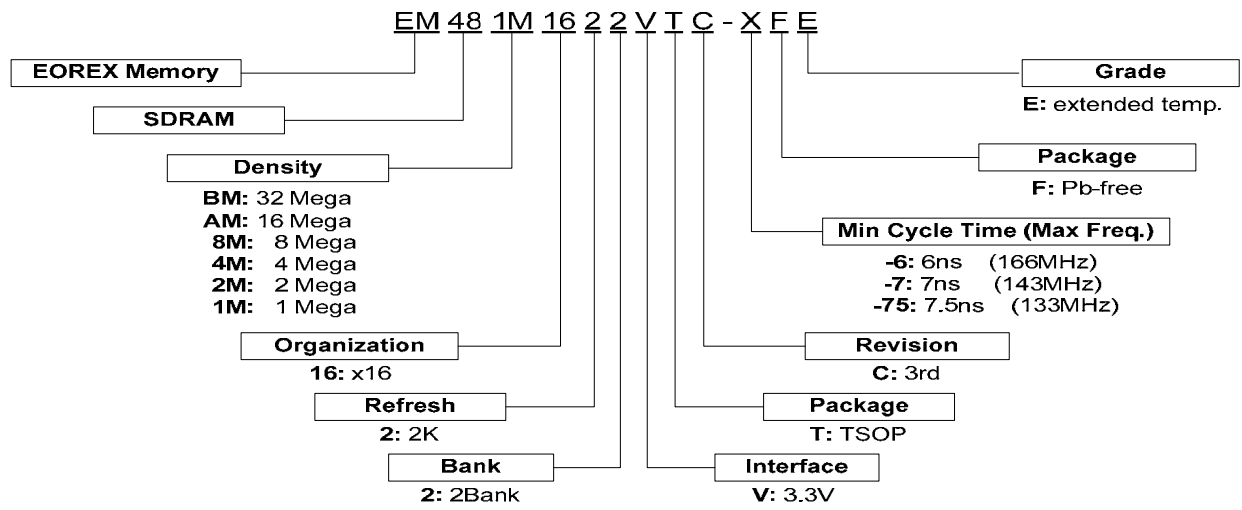 EM 48 1M 16 2 2 V T C - X F E
EOREX Memory
SDRAM
Density
BM: 32 Mega
AM: 16 Mega
8M: 8 Mega
4M: 4 Mega
2M: 2 Mega
1M: 1 Mega
Organization
16: x16
Refresh
2: 2K
Bank
2: 2Bank
Grade
E: extended temp.
Package
F: Pb-free
Min Cycle Time (Max Freq.)
-6: 6ns (166MHz)
-7: 7ns (143MHz)
-75: 7.5ns (133MHz)
Revision
C: 3rd
Package
T: TSOP
Interface
V: 3.3V